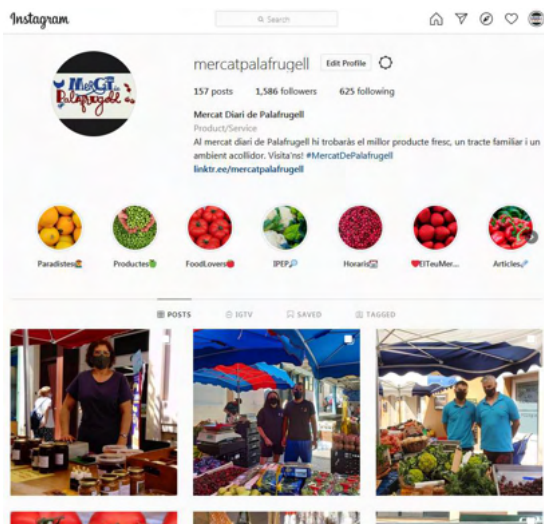 Instagram
Search
mercatpalafrugell Edit Profile
157 posts 1,586 followers 625 following
Mercat Diari de Palafrugell
Product/Service
Al mercat diari de Palafrugell hi trobaràs el millor producte fresc, un tracte familiar i un
ambient acollidor. Visita'ns! #MercatDePalafrugell
linktr.ee/mercatpalafrugell
Paradistes Productes FoodLovers IPEP Horaris ElTeuMer... Articles
POSTS IGTV SAVED TAGGED